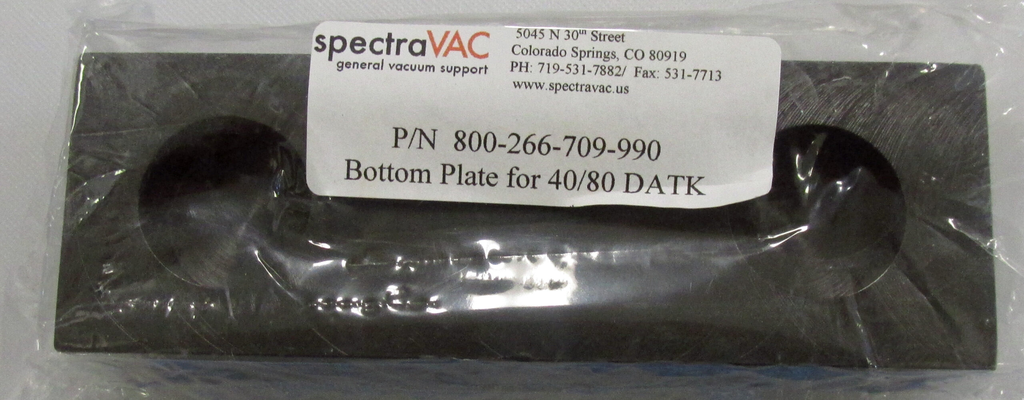 spectraVAC
general vacuum support
5045 N 30th Street
Colorado Springs, CO 80919
PH: 719-531-7882/ Fax: 531-7713
www.spectravac.us
P/N 800-266-709-990
Bottom Plate for 40/80 DATK